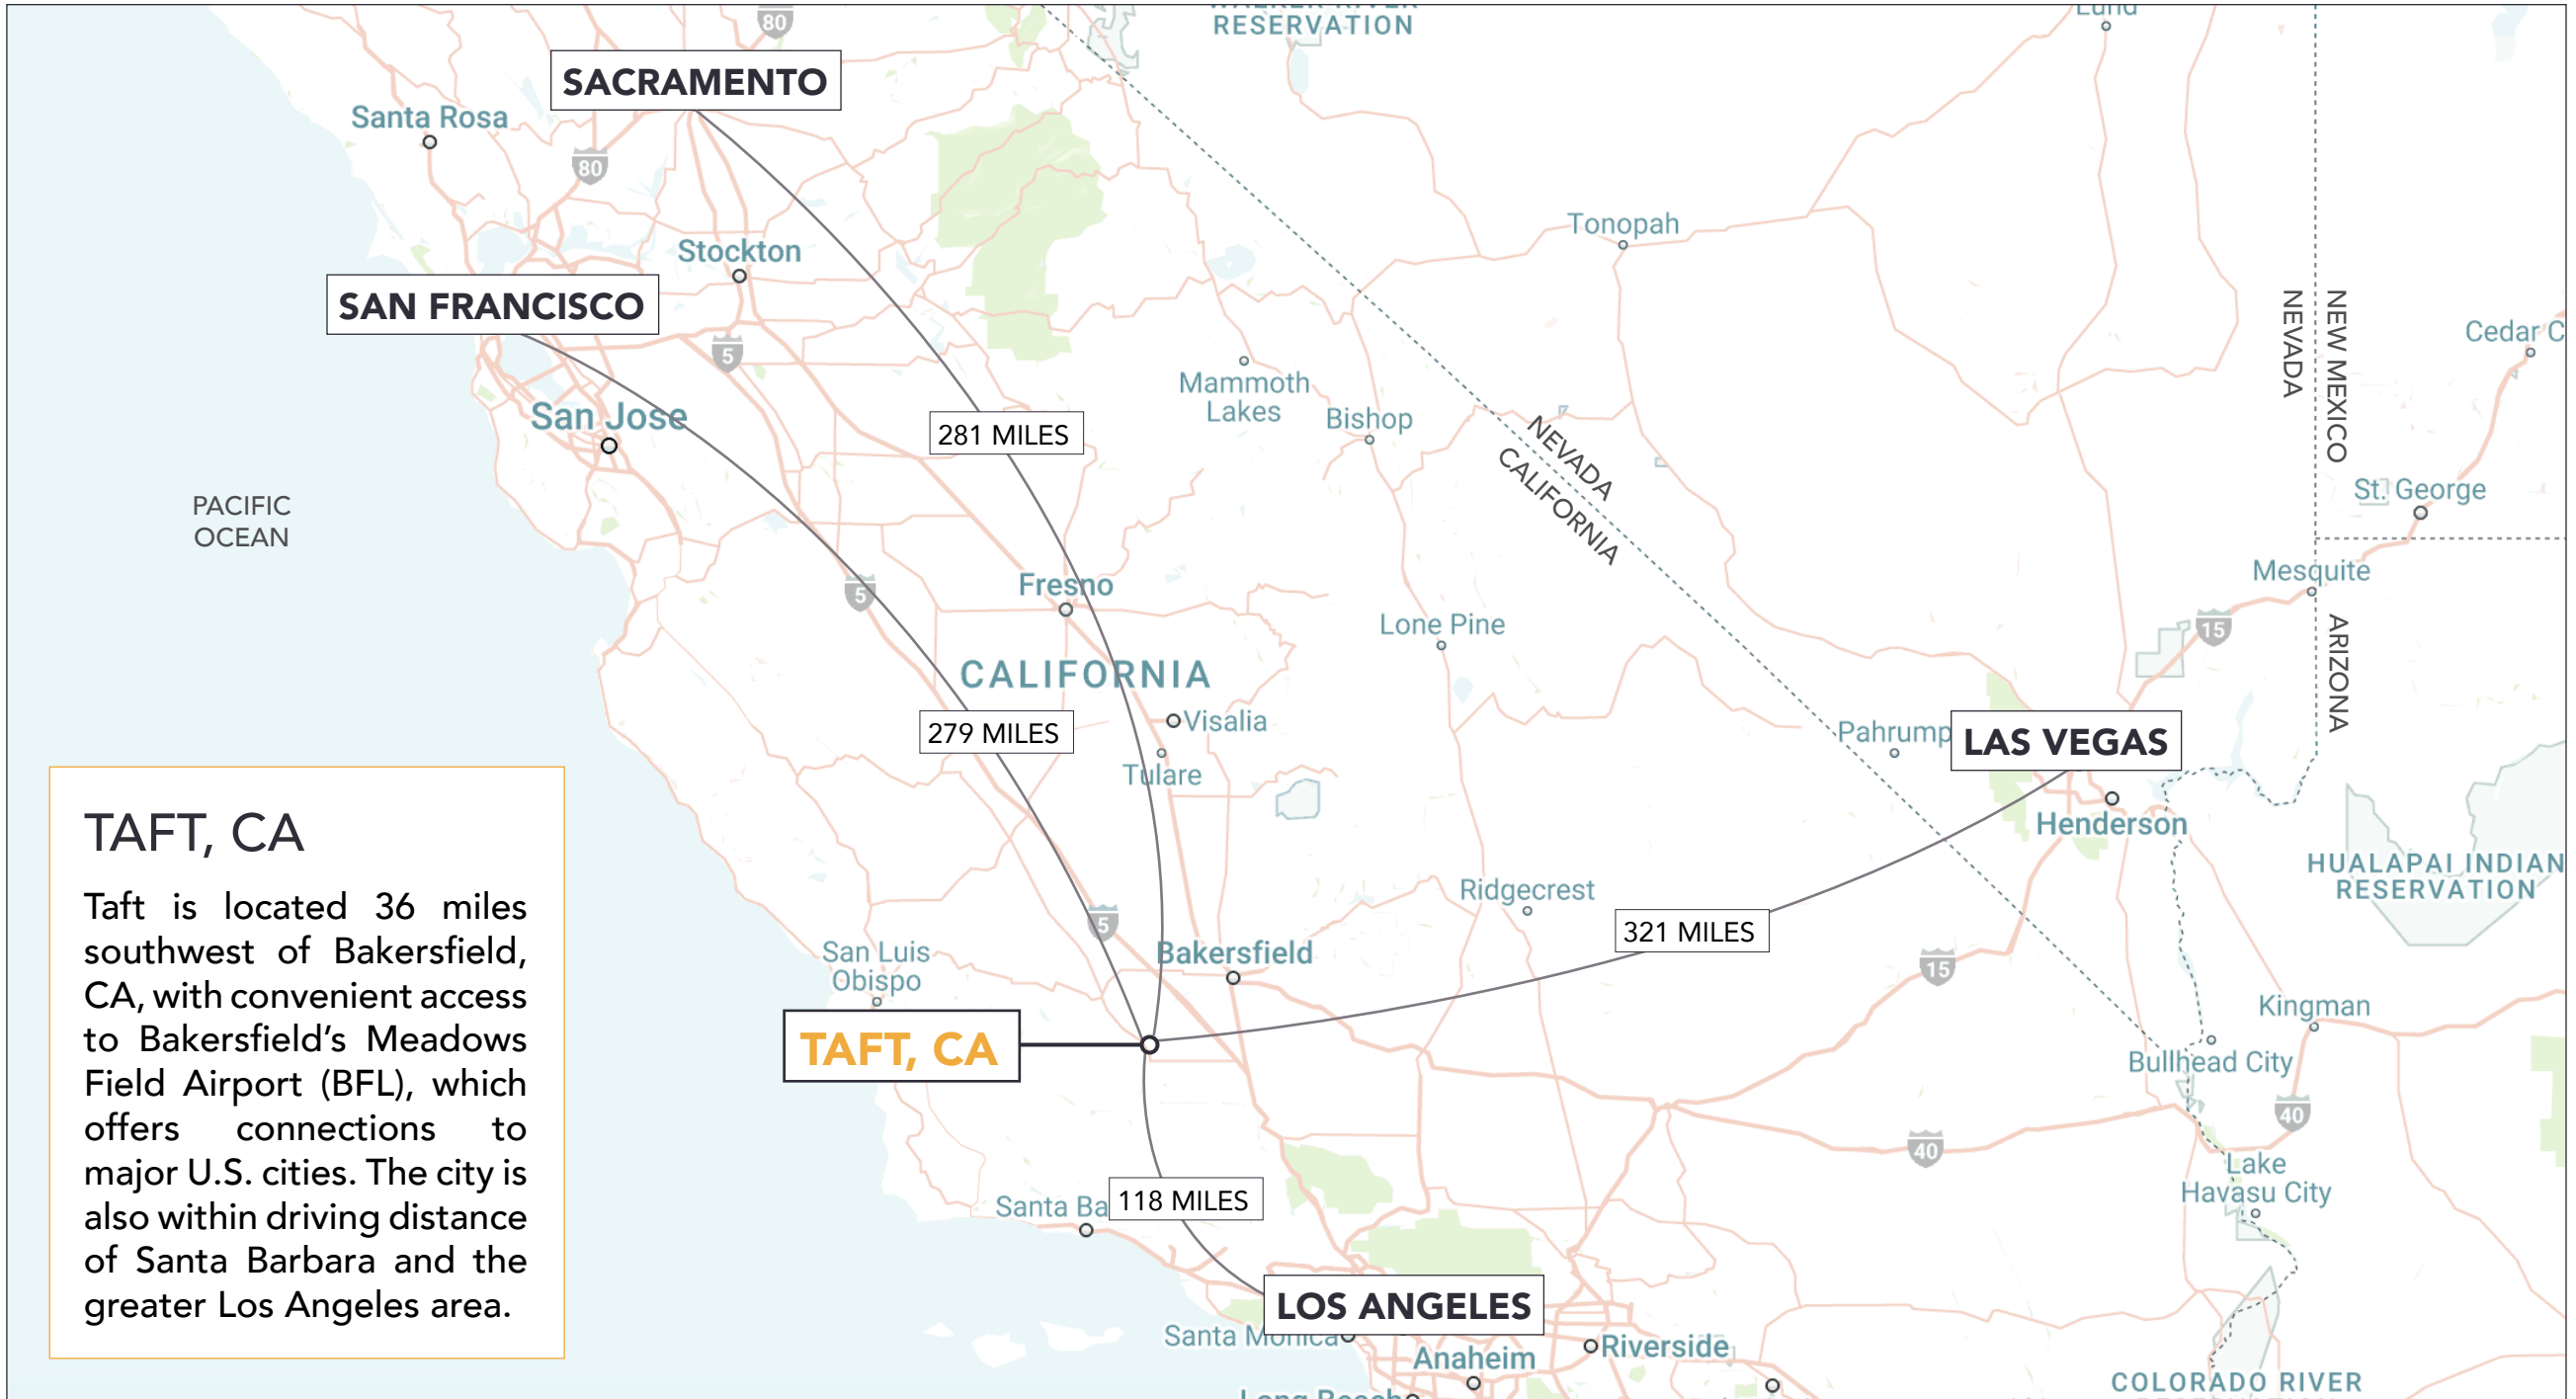 WALKER RIVER
RESERVATION
Lund
80
SACRAMENTO
Santa Rosa
80
Stockton
Tonopah
SAN FRANCISCO
5
NEVADA
NEW MEXICO
Cedar C
San Jose
Mammoth
Lakes
Bishop
281 MILES
NEVADA
CALIFORNIA
St. George
PACIFIC
OCEAN
Mesquite
5
Fresno
Lone Pine
15
ARIZONA
CALIFORNIA
279 MILES
Visalia
Tulare
Pahrump
LAS VEGAS
Henderson
HUALAPAI INDIAN
RESERVATION
TAFT, CA
Taft is located 36 miles
southwest of Bakersfield,
CA, with convenient access
to Bakersfield's Meadows
Field Airport (BFL), which
offers connections to
major U.S. cities. The city is
also within driving distance
of Santa Barbara and the
greater Los Angeles area.
Ridgecrest
5
321 MILES
San Luis
Obispo
Bakersfield
15
Kingman
TAFT, CA
Bullhead City
40
40
Lake
Havasu City
Santa Ba
118 MILES
LOS ANGELES
Santa Monica
Riverside
Anaheim
Long Beach
COLORADO RIVER